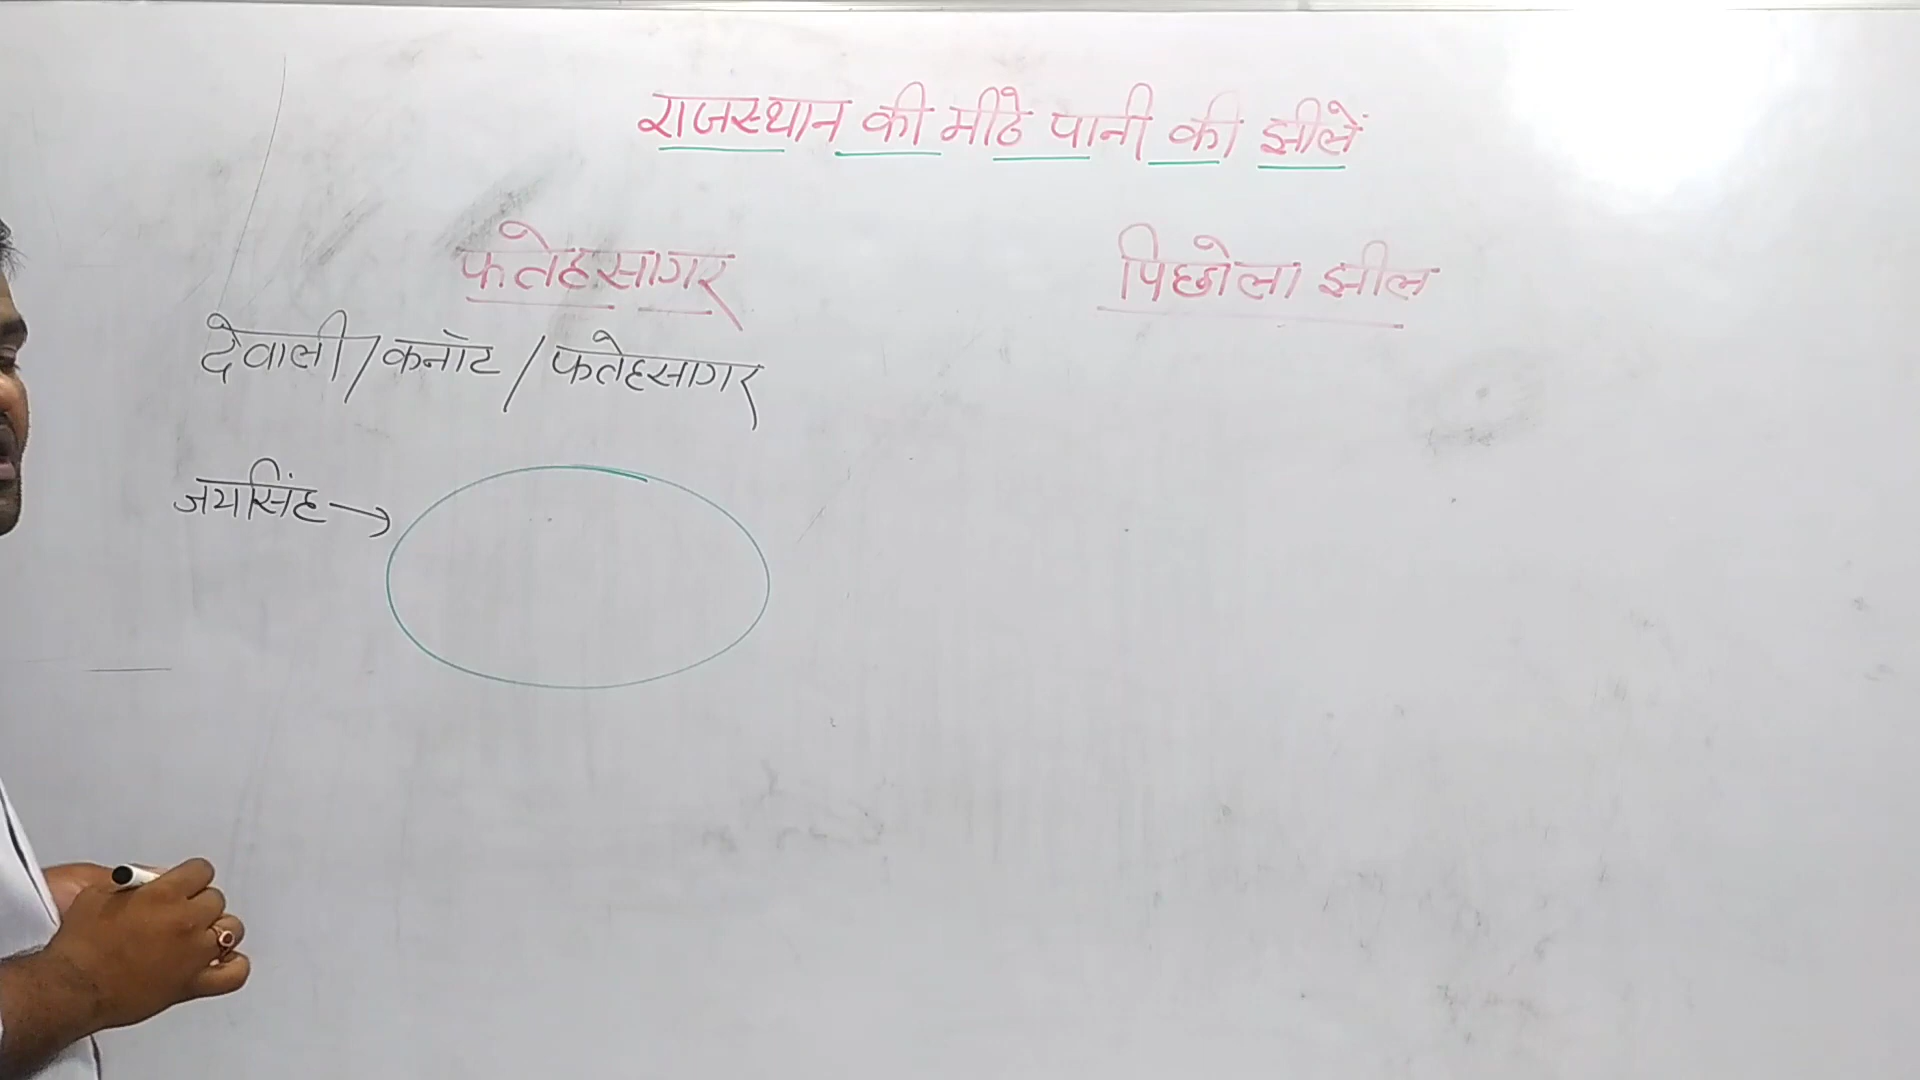 राजस्थान की मीठे पानी की झीलें
फतेहसागर
पिछोला झील
देवाली/कनॉट/फतेहसागर
जयसिंह→